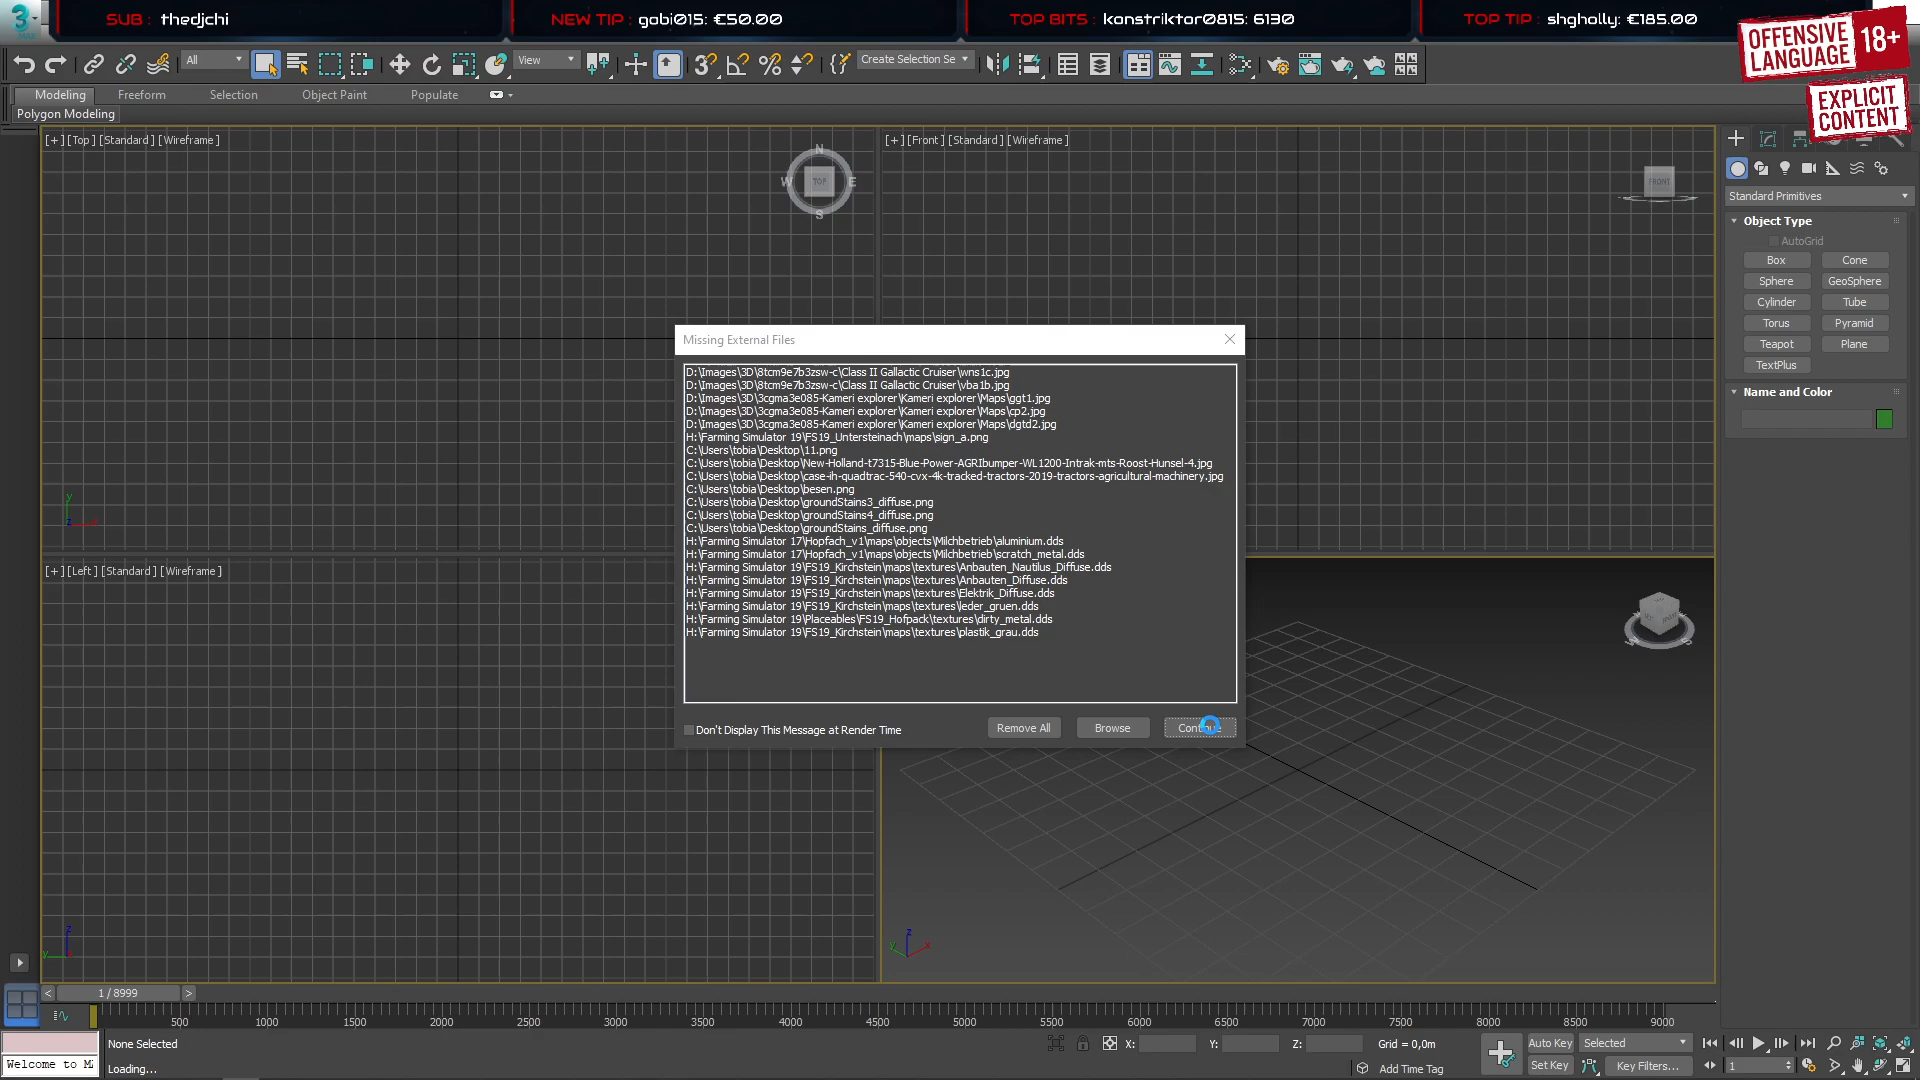 SUB : thedjchi
NEW TIP : gabi015: €50.00
TOP BITS : konstriktor0815: 6130
TOP TIP : shgholly: €185.00
OFFENSIVE LANGUAGE 18+
EXPLICIT CONTENT
3
MAX
All
View
Create Selection Se
Modeling
Freeform
Selection
Object Paint
Populate
Polygon Modeling
[+] [Top] [Standard] [Wireframe]
[+] [Front] [Standard] [Wireframe]
N
W
TOP
E
S
FRONT
Standard Primitives
Object Type
AutoGrid
Box
Cone
Sphere
GeoSphere
Cylinder
Tube
Torus
Pyramid
Teapot
Plane
TextPlus
Name and Color
Missing External Files
D:\Images\3D\8tcm9e7b3zsw-c\Class II Gallactic Cruiser\wns1c.jpg
D:\Images\3D\8tcm9e7b3zsw-c\Class II Gallactic Cruiser\vba1b.jpg
D:\Images\3D\3cgma3e085-Kameri explorer\Kameri explorer\Maps\ggt1.jpg
D:\Images\3D\3cgma3e085-Kameri explorer\Kameri explorer\Maps\cp2.jpg
D:\Images\3D\3cgma3e085-Kameri explorer\Kameri explorer\Maps\dgtd2.jpg
H:\Farming Simulator 19\FS19_Untersteinach\maps\sign_a.png
C:\Users\tobia\Desktop\11.png
C:\Users\tobia\Desktop\New-Holland-t7315-Blue-Power-AGRIbumper-WL1200-Intrak-mts-Roost-Hunsel-4.jpg
C:\Users\tobia\Desktop\case-ih-quadtrac-540-cvx-4k-tracked-tractors-2019-tractors-agricultural-machinery.jpg
C:\Users\tobia\Desktop\besen.png
C:\Users\tobia\Desktop\groundStains3_diffuse.png
C:\Users\tobia\Desktop\groundStains4_diffuse.png
C:\Users\tobia\Desktop\groundStains_diffuse.png
H:\Farming Simulator 17\Hopfach_v1\maps\objects\Milchbetrieb\aluminium.dds
H:\Farming Simulator 17\Hopfach_v1\maps\objects\Milchbetrieb\scratch_metal.dds
H:\Farming Simulator 19\FS19_Kirchstein\maps\textures\Anbauten_Nautilus_Diffuse.dds
H:\Farming Simulator 19\FS19_Kirchstein\maps\textures\Anbauten_Diffuse.dds
H:\Farming Simulator 19\FS19_Kirchstein\maps\textures\Elektrik_Diffuse.dds
H:\Farming Simulator 19\FS19_Kirchstein\maps\textures\leder_gruen.dds
H:\Farming Simulator 19\Placeables\FS19_Hofpack\textures\dirty_metal.dds
H:\Farming Simulator 19\FS19_Kirchstein\maps\textures\plastik_grau.dds
Don't Display This Message at Render Time
Remove All
Browse
Continue
[+] [Left] [Standard] [Wireframe]
1 / 8999
500 1000 1500 2000 2500 3000 3500 4000 4500 5000 5500 6000 6500 7000 7500 8000 8500 9000
None Selected
X:
Y:
Z:
Grid = 0,0m
Auto Key
Selected
Welcome to M
Loading...
Add Time Tag
Set Key
Key Filters...
1